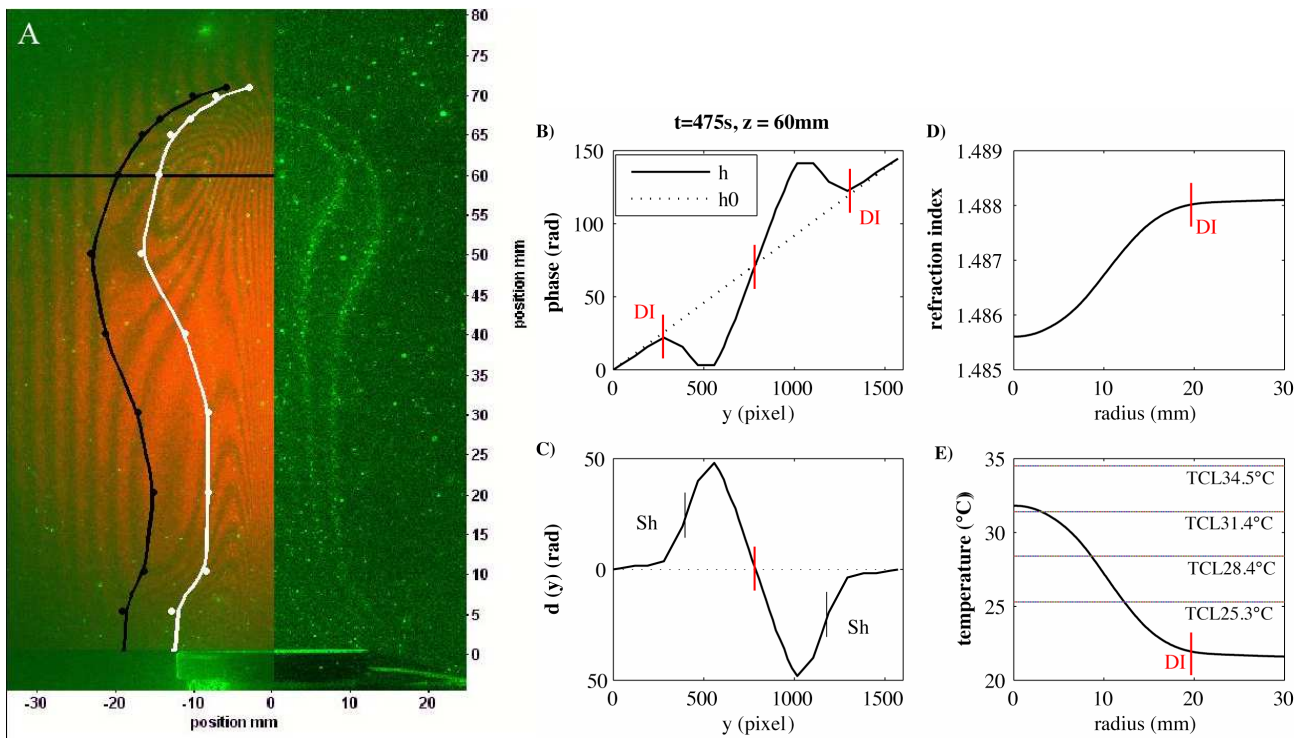 A
80
75
70
65
60
55
50
45
40
35
30
25
20
15
10
5
0
position mm
-30
-20
-10
0
10
20
position mm
t=475s, z = 60mm
B)
150
100
50
0
phase (rad)
h
h0
DI
DI
0
500
1000
1500
y (pixel)
C)
50
0
50
d (y) (rad)
Sh
Sh
0
500
1000
1500
y (pixel)
D)
1.489
1.488
1.487
1.486
1.485
refraction index
DI
0
10
20
30
radius (mm)
E)
35
30
25
20
temperature (°C)
TCL34.5°C
TCL31.4°C
TCL28.4°C
TCL25.3°C
DI
0
10
20
30
radius (mm)